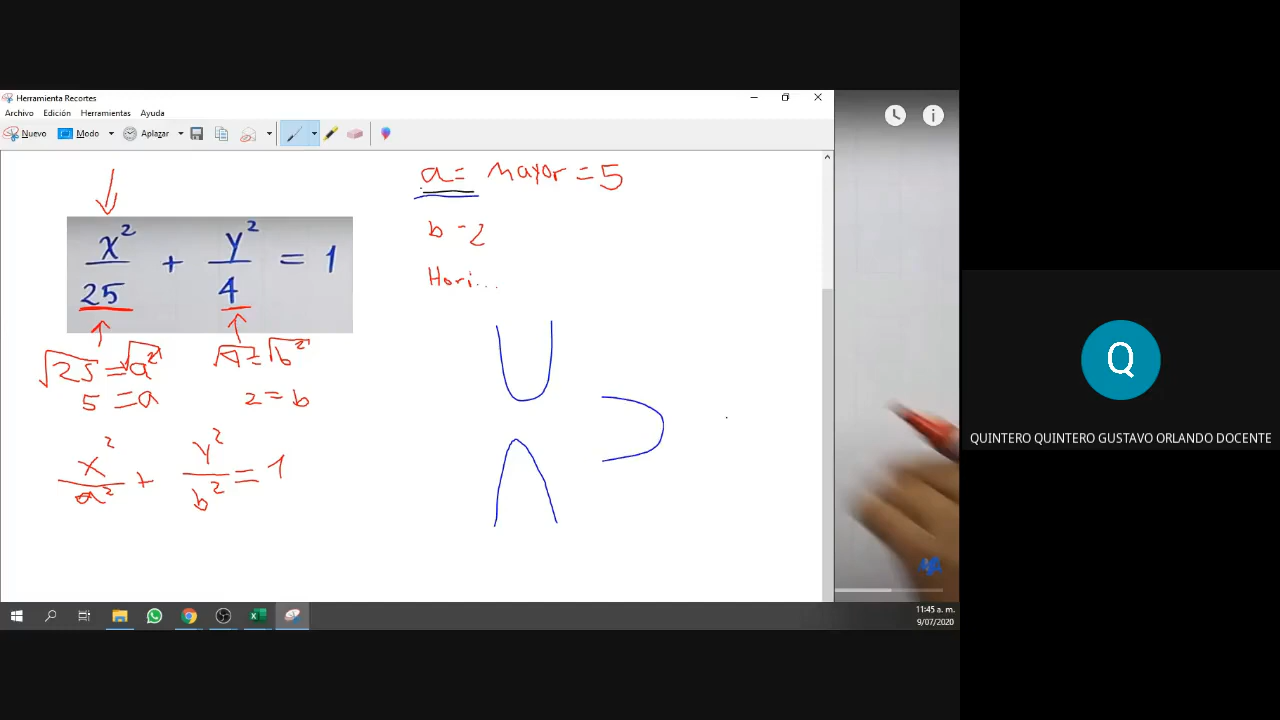 Herramienta Recortes
Archivo Edición Herramientas Ayuda
Nuevo Modo Aplazar
a = mayor = 5
b - 2
Hori...
x² / 25 + y² / 4 = 1
√25 = √a² √4 = √b²
5 = a 2 = b
x² / a² + y² / b² = 1
Q
QUINTERO QUINTERO GUSTAVO ORLANDO DOCENTE
11:45 a. m.
9/07/2020